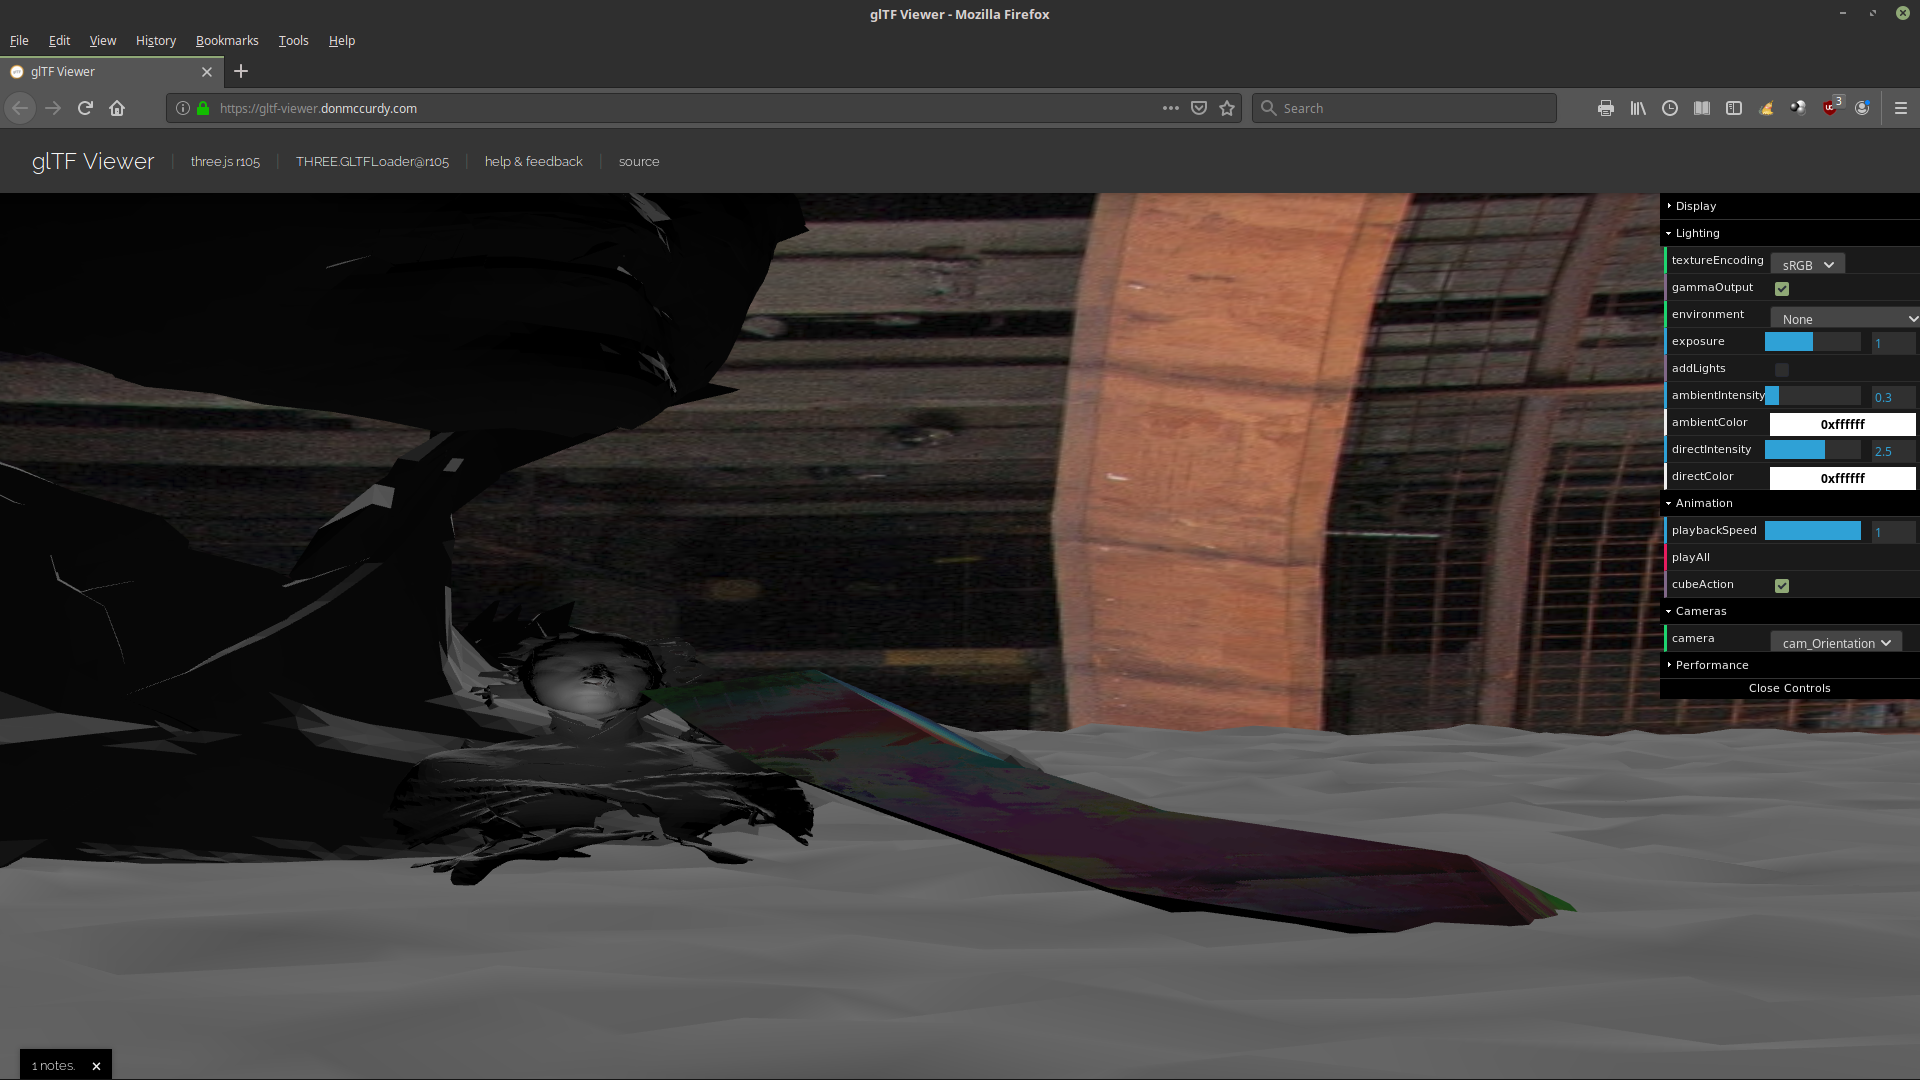 glTF Viewer - Mozilla Firefox
File Edit View History Bookmarks Tools Help
glTF Viewer
https://gltf-viewer.donmccurdy.com
Search
3
glTF Viewer three.js r105 THREE.GLTFLoader@r105 help & feedback source
Display
Lighting
textureEncoding sRGB
gammaOutput
environment None
exposure 1
addLights
ambientIntensity 0.3
ambientColor 0xffffff
directIntensity 2.5
directColor 0xffffff
Animation
playbackSpeed 1
playAll
cubeAction
Cameras
camera cam_Orientation
Performance
Close Controls
1 notes.